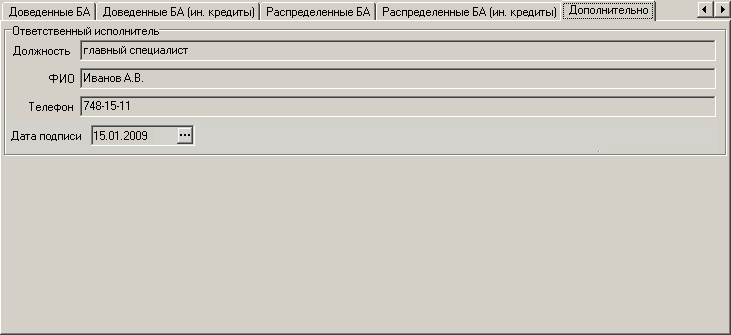 Доведенные БА Доведенные БА (ин. кредиты) Распределенные БА Распределенные БА (ин. кредиты) Дополнительно
Ответственный исполнитель
Должность главный специалист
ФИО Иванов А.В.
Телефон 748-15-11
Дата подписи 15.01.2009 ...